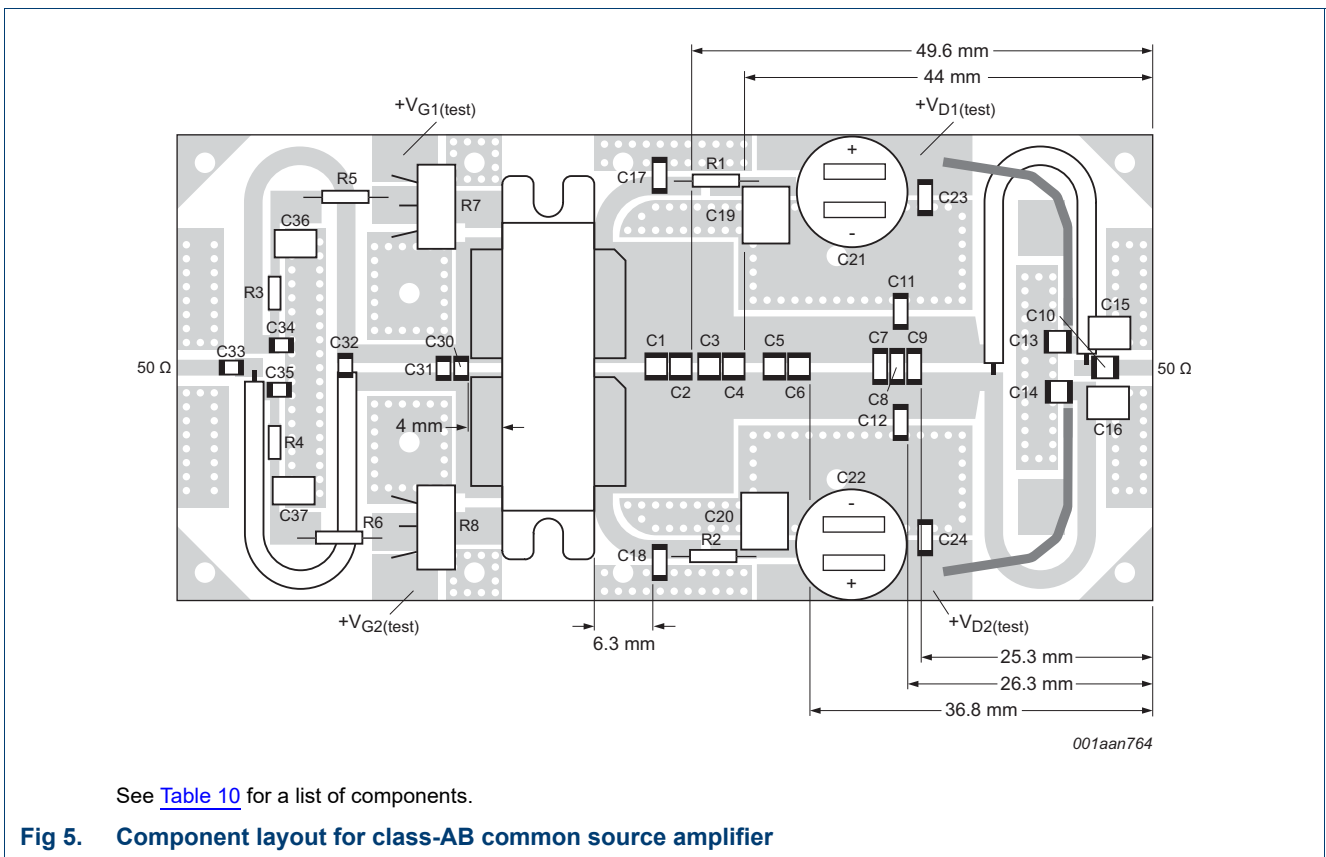 49.6 mm
44 mm
+VG1(test)
+VD1(test)
C17
R1
+
R5
R7
C23
C19
C36
-
C21
C11
R3
C15
C10
C34
C30
C1
C3
C5
C7
C9
C13
C33
C32
50 Ω
C31
50 Ω
C35
C2
C4
C6
C8
C14
C12
4 mm
C16
R4
C22
C37
C20
-
R6
R8
C24
R2
C18
+
+VG2(test)
+VD2(test)
6.3 mm
25.3 mm
26.3 mm
36.8 mm
001aan764
See Table 10 for a list of components.
Fig 5. Component layout for class-AB common source amplifier